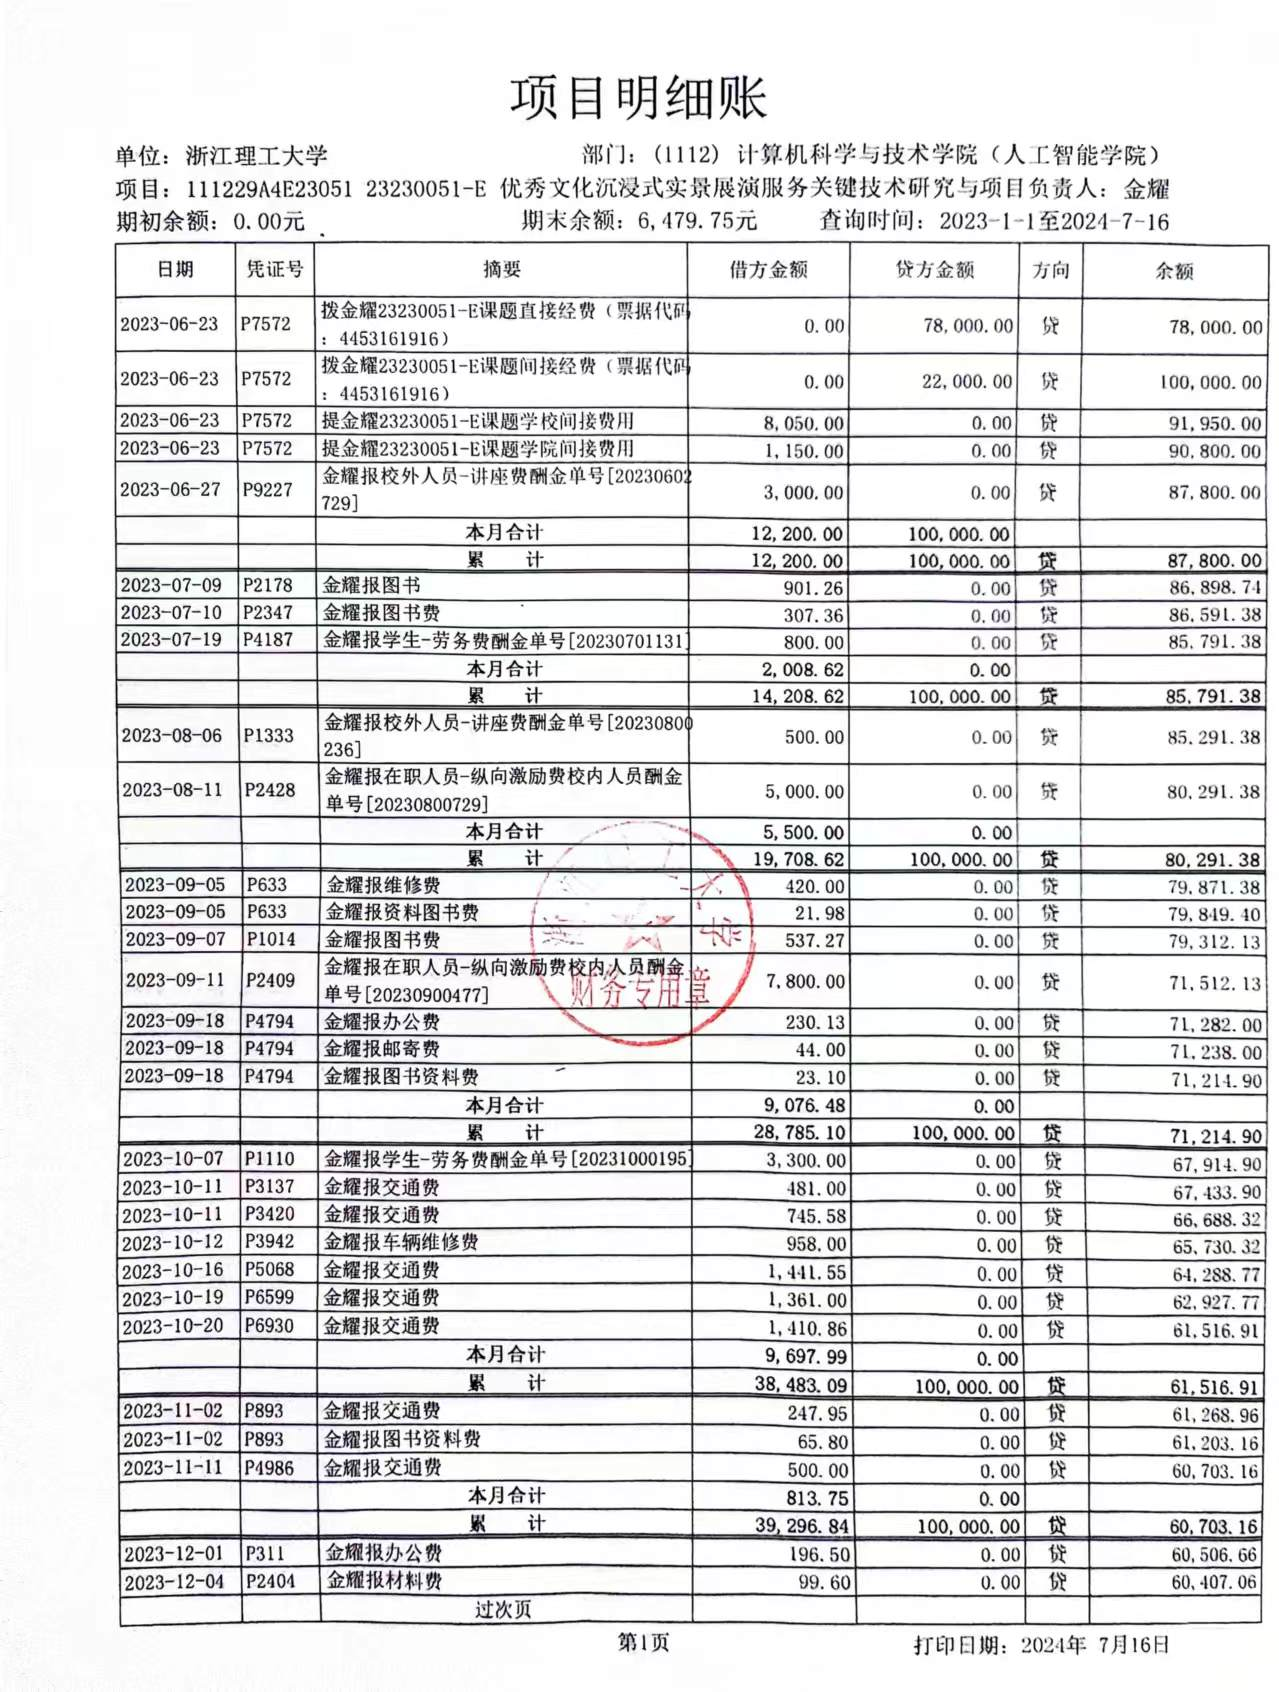 项目明细账
单位：浙江理工大学 部门：(1112) 计算机科学与技术学院（人工智能学院）
项目：111229A4E23051 23230051-E 优秀文化沉浸式实景展演服务关键技术研究与项目负责人：金耀
期初余额：0.00元 期末余额：6,479.75元 查询时间：2023-1-1至2024-7-16
日期 凭证号 摘要 借方金额 贷方金额 方向 余额
2023-06-23 P7572 拨金耀23230051-E课题直接经费（票据代码 0.00 78,000.00 贷 78,000.00
：4453161916）
2023-06-23 P7572 拨金耀23230051-E课题间接经费（票据代码 0.00 22,000.00 贷 100,000.00
：4453161916）
2023-06-23 P7572 提金耀23230051-E课题学校间接费用 8,050.00 0.00 贷 91,950.00
2023-06-23 P7572 提金耀23230051-E课题学院间接费用 1,150.00 0.00 贷 90,800.00
2023-06-27 P9227 金耀报校外人员-讲座费酬金单号[20230602 3,000.00 0.00 贷 87,800.00
729]
本月合计 12,200.00 100,000.00
累 计 12,200.00 100,000.00 贷 87,800.00
2023-07-09 P2178 金耀报图书 901.26 0.00 贷 86,898.74
2023-07-10 P2347 金耀报图书费 307.36 0.00 贷 86,591.38
2023-07-19 P4187 金耀报学生-劳务费酬金单号[20230701131] 800.00 0.00 贷 85,791.38
本月合计 2,008.62 0.00
累 计 14,208.62 100,000.00 贷 85,791.38
2023-08-06 P1333 金耀报校外人员-讲座费酬金单号[20230800 500.00 0.00 贷 85,291.38
236]
2023-08-11 P2428 金耀报在职人员-纵向激励费校内人员酬金 5,000.00 0.00 贷 80,291.38
单号[20230800729]
本月合计 5,500.00 0.00
累 计 19,708.62 100,000.00 贷 80,291.38
2023-09-05 P633 金耀报维修费 420.00 0.00 贷 79,871.38
2023-09-05 P633 金耀报资料图书费 21.98 0.00 贷 79,849.40
2023-09-07 P1014 金耀报图书费 537.27 0.00 贷 79,312.13
2023-09-11 P2409 金耀报在职人员-纵向激励费校内人员酬金 7,800.00 0.00 贷 71,512.13
单号[20230900477]
财务专用章
2023-09-18 P4794 金耀报办公费 230.13 0.00 贷 71,282.00
2023-09-18 P4794 金耀报邮寄费 44.00 0.00 贷 71,238.00
2023-09-18 P4794 金耀报图书资料费 23.10 0.00 贷 71,214.90
本月合计 9,076.48 0.00
累 计 28,785.10 100,000.00 贷 71,214.90
2023-10-07 P1110 金耀报学生-劳务费酬金单号[20231000195] 3,300.00 0.00 贷 67,914.90
2023-10-11 P3137 金耀报交通费 481.00 0.00 贷 67,433.90
2023-10-11 P3420 金耀报交通费 745.58 0.00 贷 66,688.32
2023-10-12 P3942 金耀报车辆维修费 958.00 0.00 贷 65,730.32
2023-10-16 P5068 金耀报交通费 1,441.55 0.00 贷 64,288.77
2023-10-19 P6599 金耀报交通费 1,361.00 0.00 贷 62,927.77
2023-10-20 P6930 金耀报交通费 1,410.86 0.00 贷 61,516.91
本月合计 9,697.99 0.00
累 计 38,483.09 100,000.00 贷 61,516.91
2023-11-02 P893 金耀报交通费 247.95 0.00 贷 61,268.96
2023-11-02 P893 金耀报图书资料费 65.80 0.00 贷 61,203.16
2023-11-11 P4986 金耀报交通费 500.00 0.00 贷 60,703.16
本月合计 813.75 0.00
累 计 39,296.84 100,000.00 贷 60,703.16
2023-12-01 P311 金耀报办公费 196.50 0.00 贷 60,506.66
2023-12-04 P2404 金耀报材料费 99.60 0.00 贷 60,407.06
过次页
第1页 打印日期：2024年 7月16日